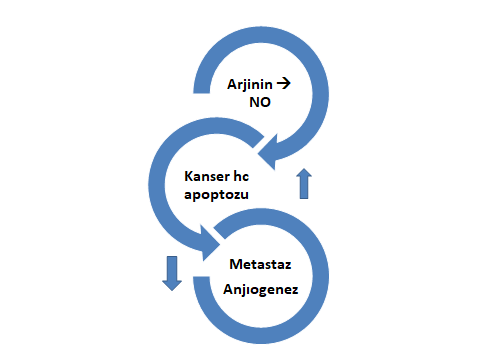 Arjinin →
NO
Kanser hc
apoptozu
Metastaz
Anjıogenez